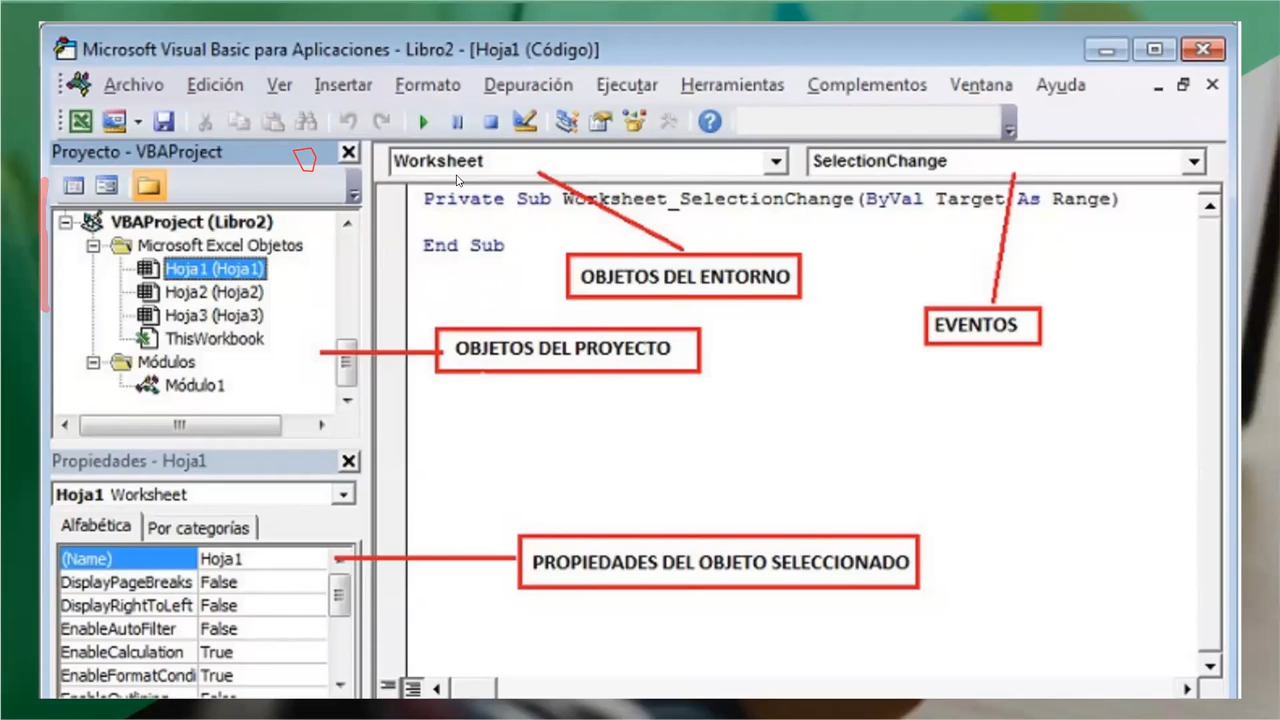 Microsoft Visual Basic para Aplicaciones - Libro2 - [Hoja1 (Código)]
Archivo Edición Ver Insertar Formato Depuración Ejecutar Herramientas Complementos Ventana Ayuda
Proyecto - VBAProject
Worksheet
SelectionChange
VBAProject (Libro2)
Microsoft Excel Objetos
Hoja1 (Hoja1)
Hoja2 (Hoja2)
Hoja3 (Hoja3)
ThisWorkbook
Módulos
Módulo1
Private Sub Worksheet_SelectionChange(ByVal Target As Range)
End Sub
OBJETOS DEL ENTORNO
EVENTOS
OBJETOS DEL PROYECTO
Propiedades - Hoja1
Hoja1 Worksheet
Alfabética Por categorías
(Name) Hoja1
DisplayPageBreaks False
DisplayRightToLeft False
EnableAutoFilter False
EnableCalculation True
EnableFormatCondi True
PROPIEDADES DEL OBJETO SELECCIONADO